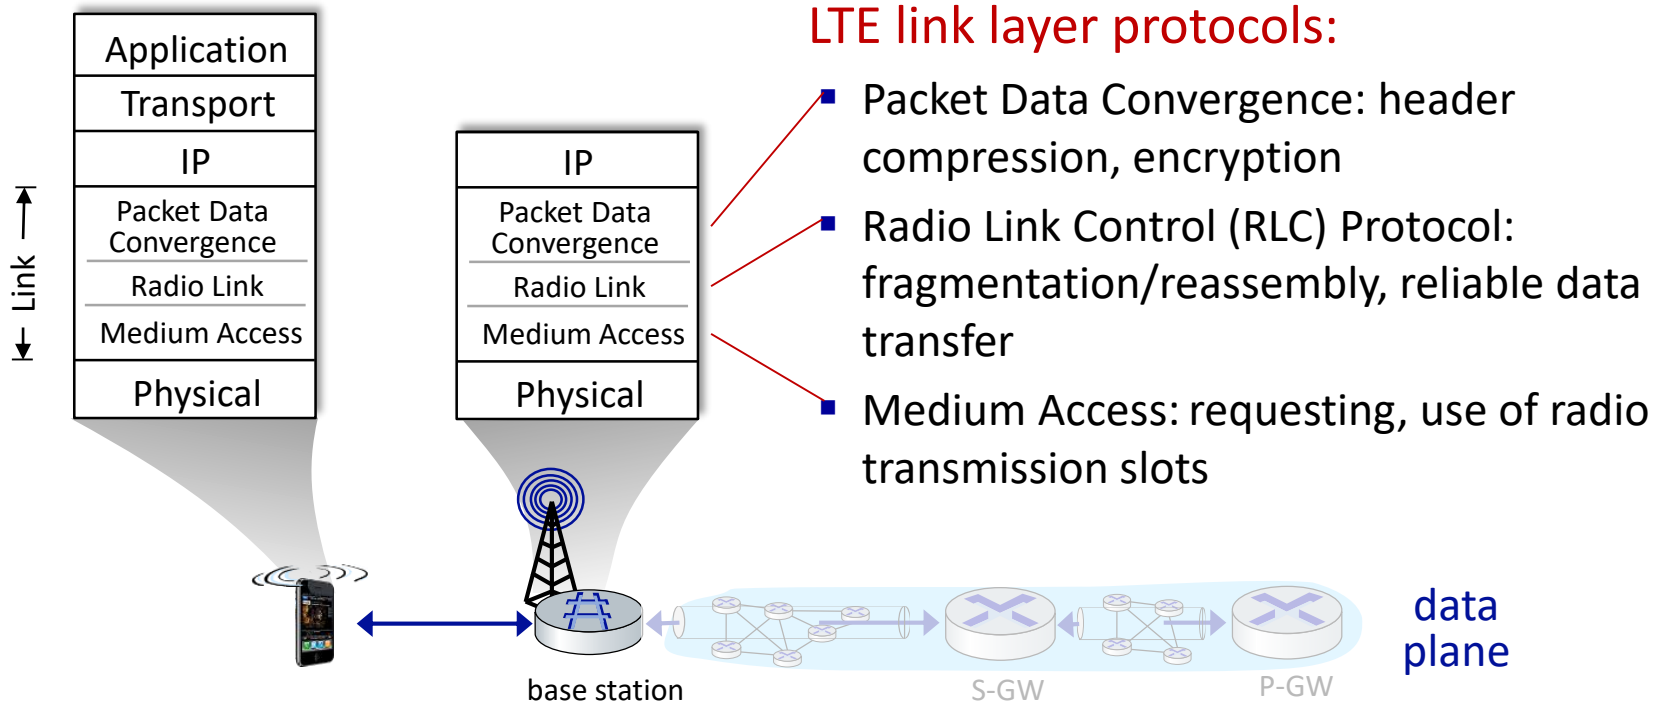 Application
Transport
IP
Packet Data
Convergence
Radio Link
Medium Access
Physical
Link
IP
Packet Data
Convergence
Radio Link
Medium Access
Physical
LTE link layer protocols:
Packet Data Convergence: header
compression, encryption
Radio Link Control (RLC) Protocol:
fragmentation/reassembly, reliable data
transfer
Medium Access: requesting, use of radio
transmission slots
base station
S-GW
P-GW
data
plane